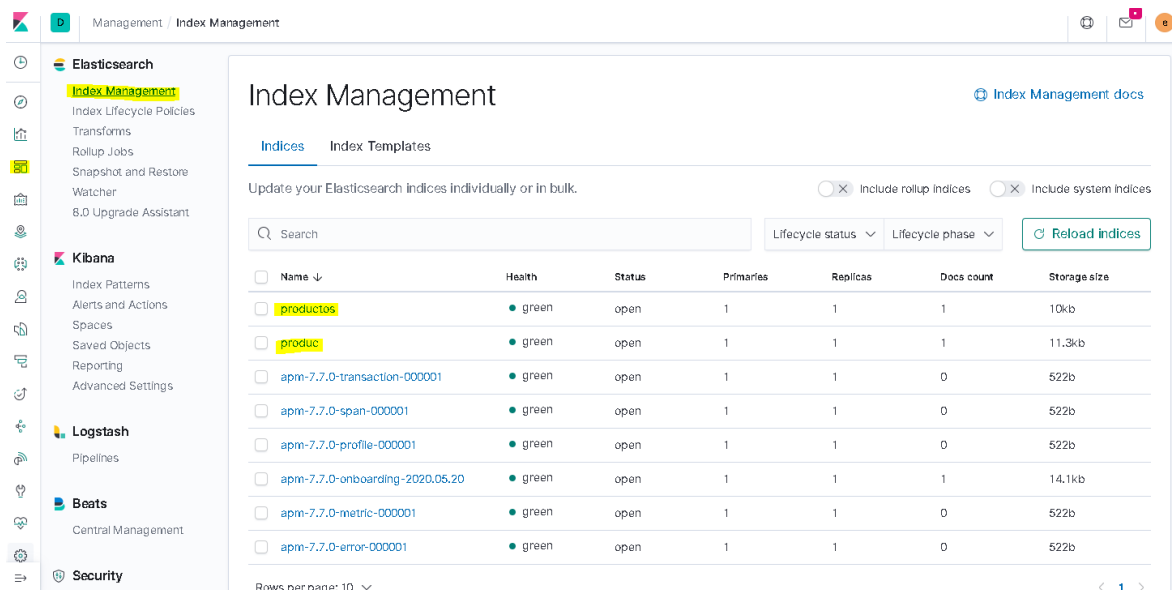 D Management / Index Management e
Elasticsearch
Index Management
Index Lifecycle Policies
Transforms
Rollup Jobs
Snapshot and Restore
Watcher
8.0 Upgrade Assistant
Kibana
Index Patterns
Alerts and Actions
Spaces
Saved Objects
Reporting
Advanced Settings
Logstash
Pipelines
Beats
Central Management
Security
Index Management
Index Management docs
Indices Index Templates
Update your Elasticsearch indices individually or in bulk. Include rollup indices Include system indices
Search Lifecycle status Lifecycle phase Reload indices
Name Health Status Primaries Replicas Docs count Storage size
productos green open 1 1 1 10kb
produc green open 1 1 1 11.3kb
apm-7.7.0-transaction-000001 green open 1 1 0 522b
apm-7.7.0-span-000001 green open 1 1 0 522b
apm-7.7.0-profile-000001 green open 1 1 0 522b
apm-7.7.0-onboarding-2020.05.20 green open 1 1 1 14.1kb
apm-7.7.0-metric-000001 green open 1 1 0 522b
apm-7.7.0-error-000001 green open 1 1 0 522b
Rows per page: 10 < 1 >